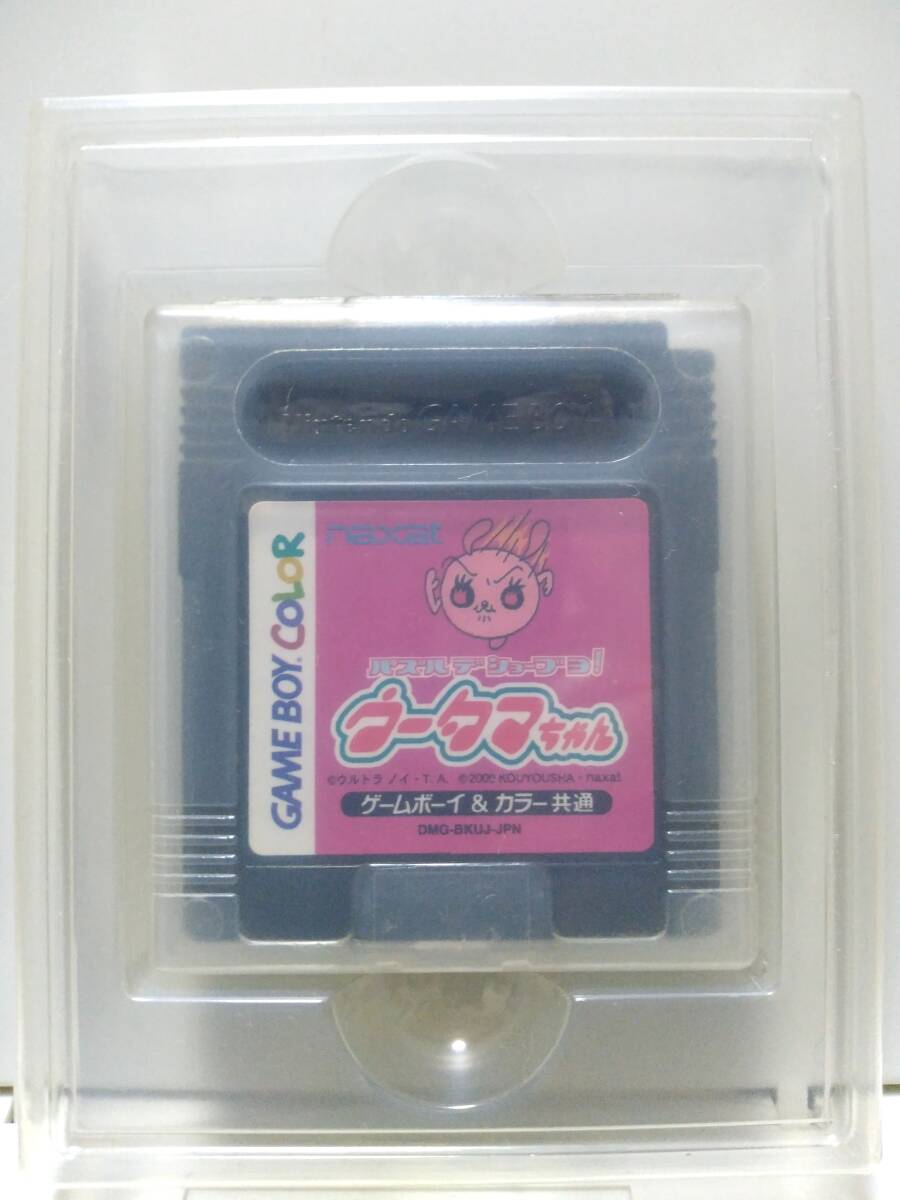 Nintendo GAME BOY
GAME BOY COLOR
naxat
パズルデショーブヨ!
ウータマちゃん
©ウルトラ ノイ・T. A. ©2000 KOUYOUSHA・naxat
ゲームボーイ & カラー共通
DMG-BKUJ-JPN